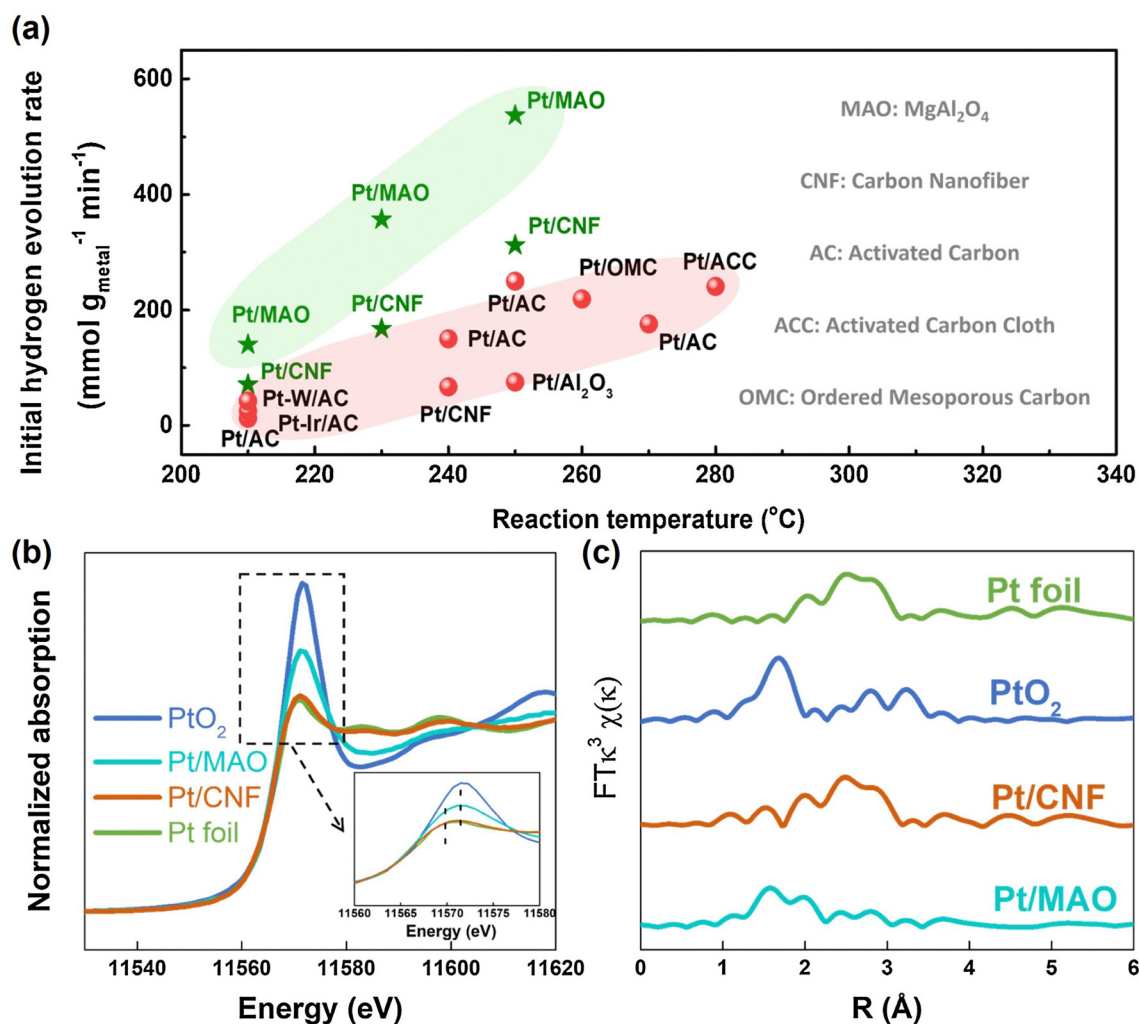 (a)
Initial hydrogen evolution rate
(mmol g_metal⁻¹ min⁻¹)
600
400
200
0
Pt/MAO
Pt/MAO
Pt/MAO
Pt/CNF
Pt/CNF
Pt/CNF
Pt/OMC
Pt/ACC
Pt/AC
Pt/AC
Pt/AC
Pt-W/AC
Pt/Al₂O₃
Pt-Ir/AC
Pt/CNF
Pt/AC
MAO: MgAl₂O₄
CNF: Carbon Nanofiber
AC: Activated Carbon
ACC: Activated Carbon Cloth
OMC: Ordered Mesoporous Carbon
200 220 240 260 280 300 320 340
Reaction temperature (°C)
(b)
Normalized absorption
PtO₂
Pt/MAO
Pt/CNF
Pt foil
11560 11565 11570 11575 11580
Energy (eV)
11540 11560 11580 11600 11620
Energy (eV)
(c)
FTκ³ χ(κ)
Pt foil
PtO₂
Pt/CNF
Pt/MAO
0 1 2 3 4 5 6
R (Å)